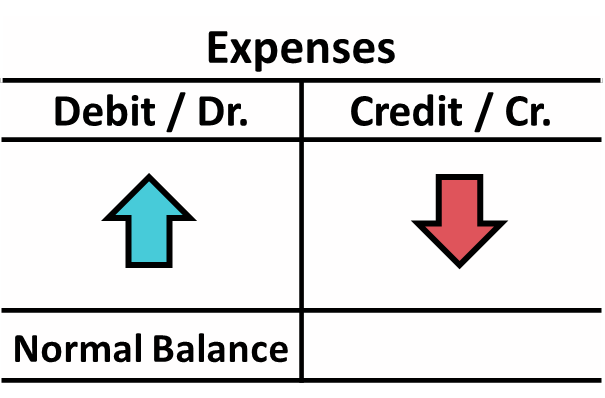 Expenses
Debit / Dr.
Credit / Cr.
Normal Balance